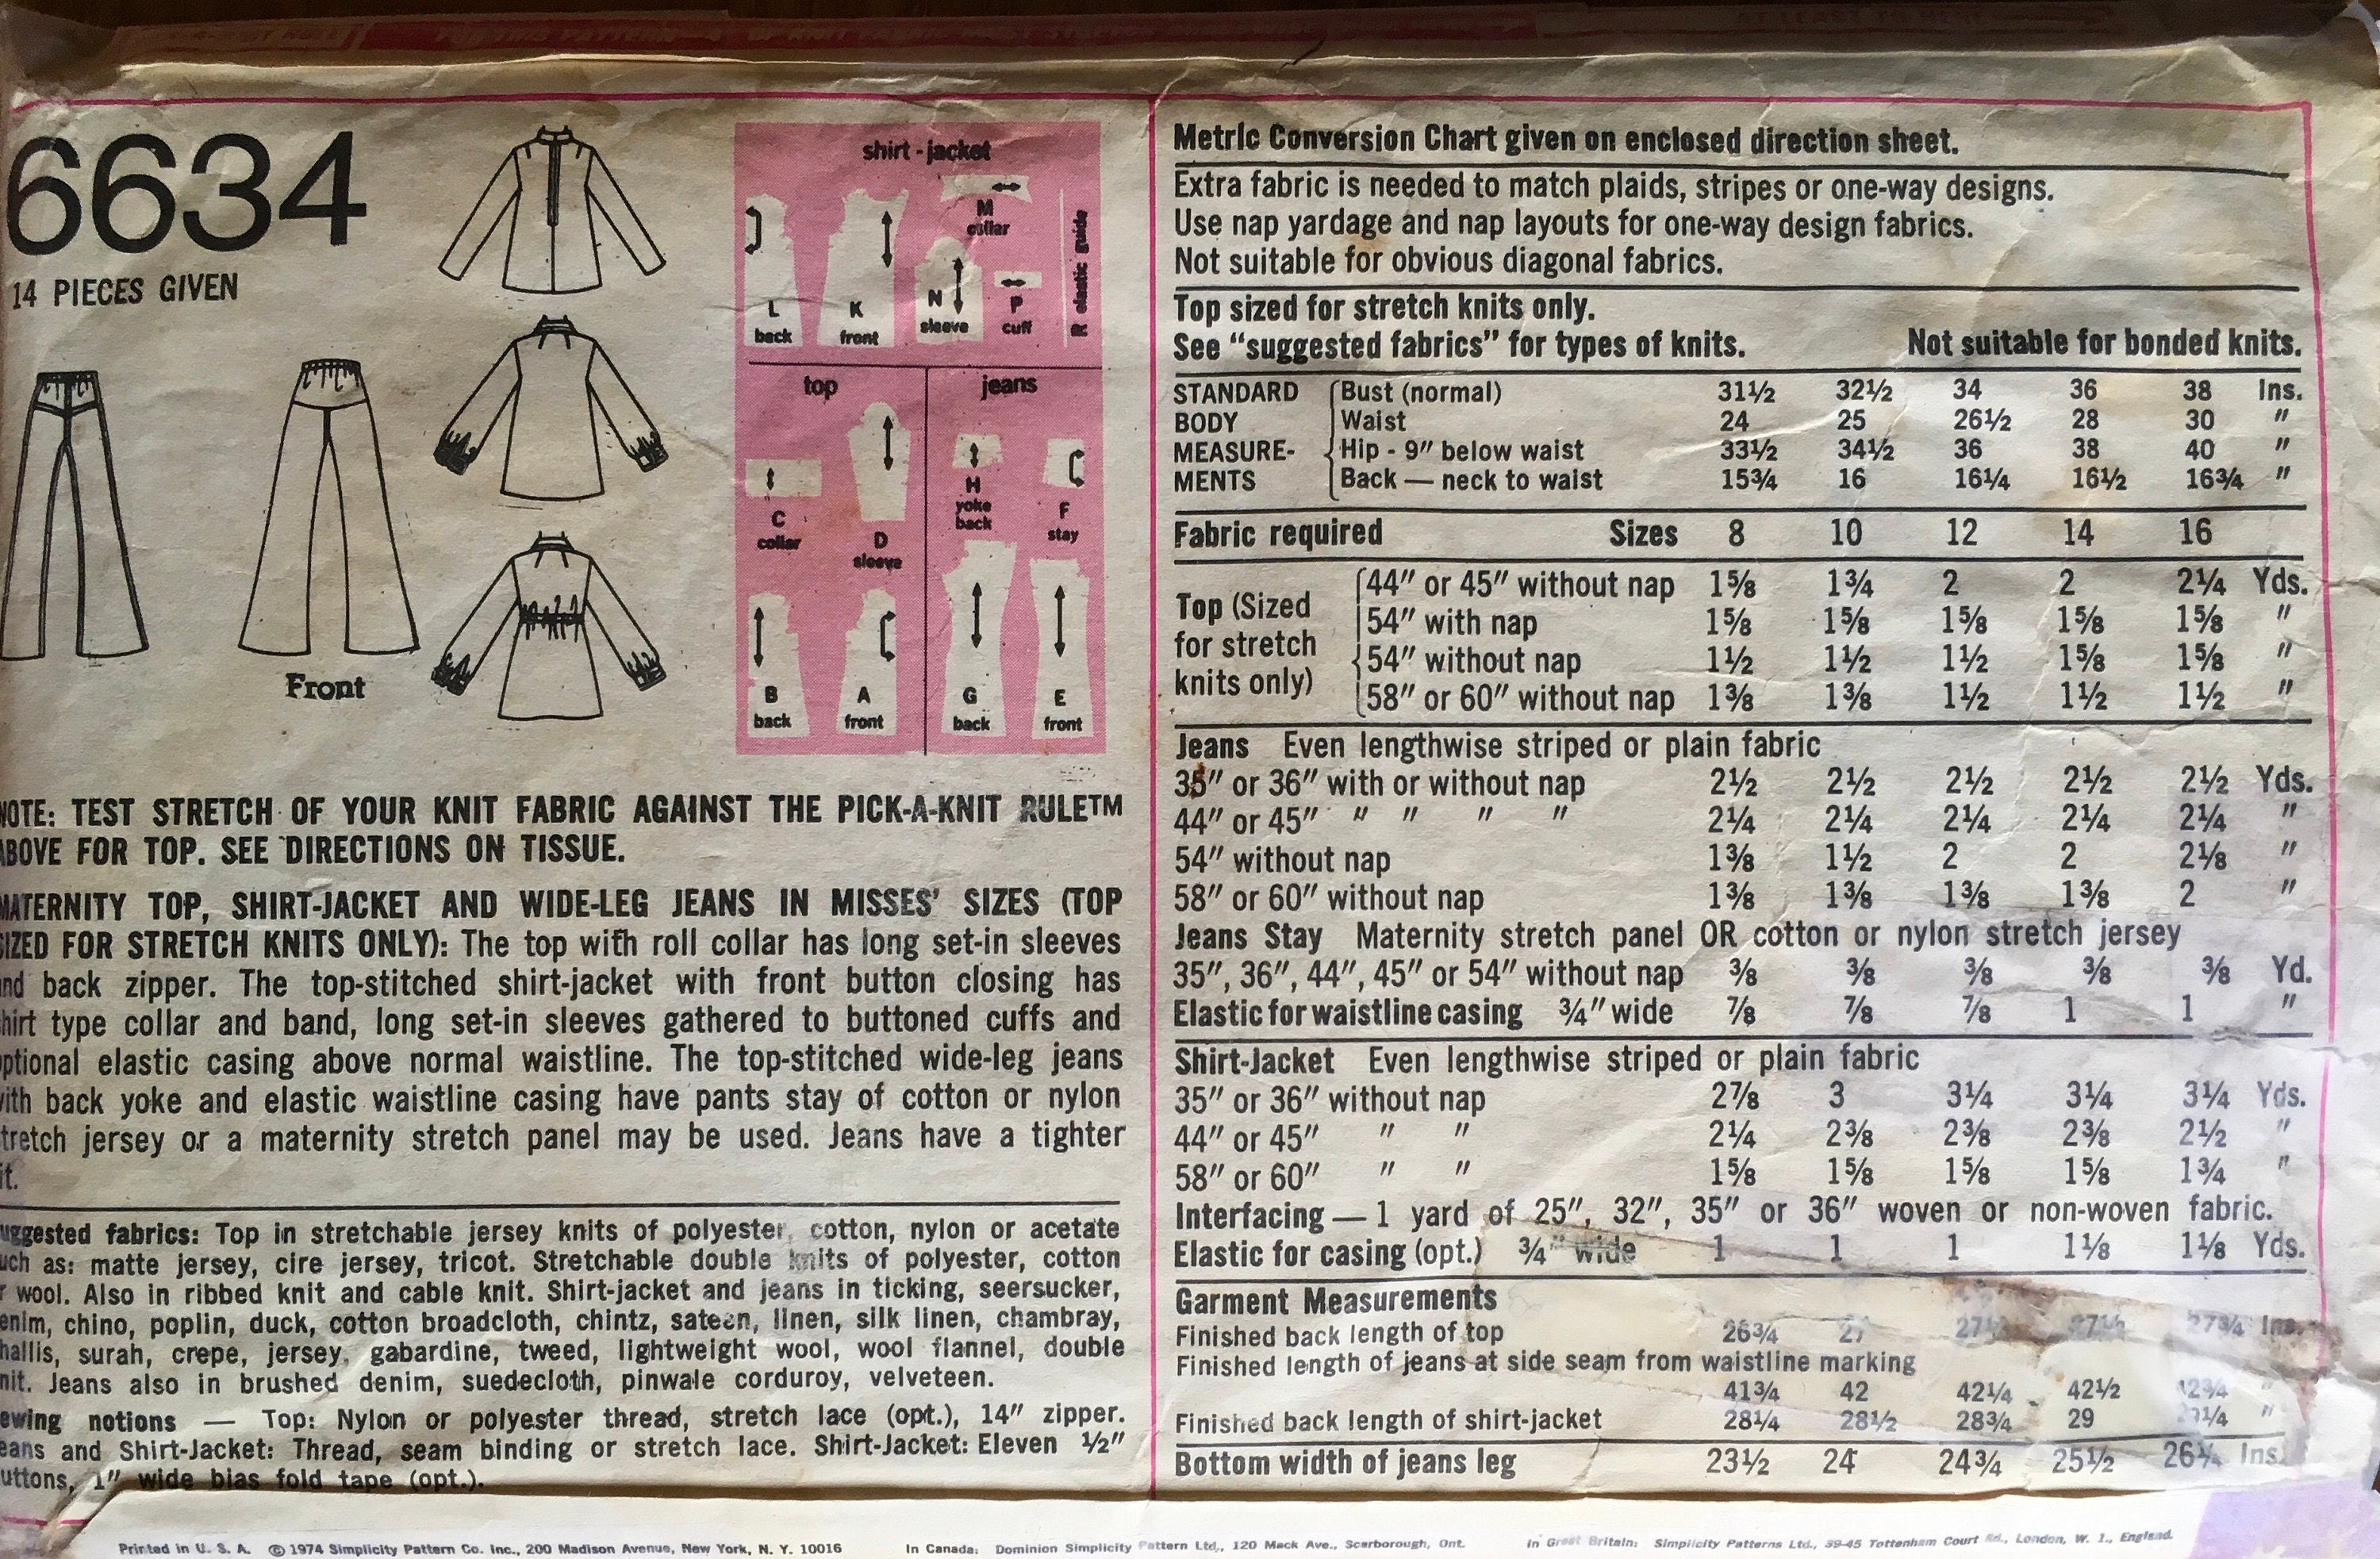 6634
14 PIECES GIVEN
Front
shirt-jacket
L back
K front
M collar
N sleeve
P cuff
R elastic guide
top
C collar
D sleeve
B back
A front
jeans
H yoke back
F stay
G back
E front
NOTE: TEST STRETCH OF YOUR KNIT FABRIC AGAINST THE PICK-A-KNIT RULE™
ABOVE FOR TOP. SEE DIRECTIONS ON TISSUE.
MATERNITY TOP, SHIRT-JACKET AND WIDE-LEG JEANS IN MISSES' SIZES (TOP
SIZED FOR STRETCH KNITS ONLY): The top with roll collar has long set-in sleeves
and back zipper. The top-stitched shirt-jacket with front button closing has
hirt type collar and band, long set-in sleeves gathered to buttoned cuffs and
optional elastic casing above normal waistline. The top-stitched wide-leg jeans
with back yoke and elastic waistline casing have pants stay of cotton or nylon
tretch jersey or a maternity stretch panel may be used. Jeans have a tighter
it.
uggested fabrics: Top in stretchable jersey knits of polyester, cotton, nylon or acetate
uch as: matte jersey, cire jersey, tricot. Stretchable double knits of polyester, cotton
r wool. Also in ribbed knit and cable knit. Shirt-jacket and jeans in ticking, seersucker,
enim, chino, poplin, duck, cotton broadcloth, chintz, sateen, linen, silk linen, chambray,
hallis, surah, crepe, jersey, gabardine, tweed, lightweight wool, wool flannel, double
nit. Jeans also in brushed denim, suedecloth, pinwale corduroy, velveteen.
ewing notions — Top: Nylon or polyester thread, stretch lace (opt.), 14" zipper.
eans and Shirt-Jacket: Thread, seam binding or stretch lace. Shirt-Jacket: Eleven ½"
uttons, 1" wide bias fold tape (opt.).
Metric Conversion Chart given on enclosed direction sheet.
Extra fabric is needed to match plaids, stripes or one-way designs.
Use nap yardage and nap layouts for one-way design fabrics.
Not suitable for obvious diagonal fabrics.
Top sized for stretch knits only.
See "suggested fabrics" for types of knits. Not suitable for bonded knits.
STANDARD Bust (normal) 31½ 32½ 34 36 38 Ins.
BODY Waist 24 25 26½ 28 30 "
MEASURE- Hip - 9" below waist 33½ 34½ 36 38 40 "
MENTS Back — neck to waist 15¾ 16 16¼ 16½ 16¾ "
Fabric required Sizes 8 10 12 14 16
Top (Sized for stretch knits only)
44" or 45" without nap 1⅝ 1¾ 2 2 2¼ Yds.
54" with nap 1⅝ 1⅝ 1⅝ 1⅝ 1⅝ "
54" without nap 1½ 1½ 1½ 1⅝ 1⅝ "
58" or 60" without nap 1⅜ 1⅜ 1½ 1½ 1½ "
Jeans Even lengthwise striped or plain fabric
35" or 36" with or without nap 2½ 2½ 2½ 2½ 2½ Yds.
44" or 45" " " " " 2¼ 2¼ 2¼ 2¼ 2¼ "
54" without nap 1⅜ 1½ 2 2 2⅛ "
58" or 60" without nap 1⅜ 1⅜ 1⅜ 1⅜ 2 "
Jeans Stay Maternity stretch panel OR cotton or nylon stretch jersey
35", 36", 44", 45" or 54" without nap ⅜ ⅜ ⅜ ⅜ ⅜ Yd.
Elastic for waistline casing ¾" wide ⅞ ⅞ ⅞ 1 1 "
Shirt-Jacket Even lengthwise striped or plain fabric
35" or 36" without nap 2⅞ 3 3¼ 3¼ 3¼ Yds.
44" or 45" " " 2¼ 2⅜ 2⅜ 2⅜ 2½ "
58" or 60" " " 1⅝ 1⅝ 1⅝ 1⅝ 1¾ "
Interfacing — 1 yard of 25", 32", 35" or 36" woven or non-woven fabric.
Elastic for casing (opt.) ¾" wide 1 1 1 1⅛ 1⅛ Yds.
Garment Measurements
Finished back length of top 26¾ 27 27¾ Ins.
Finished length of jeans at side seam from waistline marking
41¾ 42 42¼ 42½ "
Finished back length of shirt-jacket 28¼ 28½ 28¾ 29 "
Bottom width of jeans leg 23½ 24 24¾ 25½ Ins.
Printed in U. S. A. © 1974 Simplicity Pattern Co. Inc., 200 Madison Avenue, New York, N. Y. 10016 In Canada: Dominion Simplicity Pattern Ltd., 120 Mack Ave., Scarborough, Ont. In Great Britain: Simplicity Patterns Ltd., 39-45 Tottenham Court Rd., London, W. 1., England.